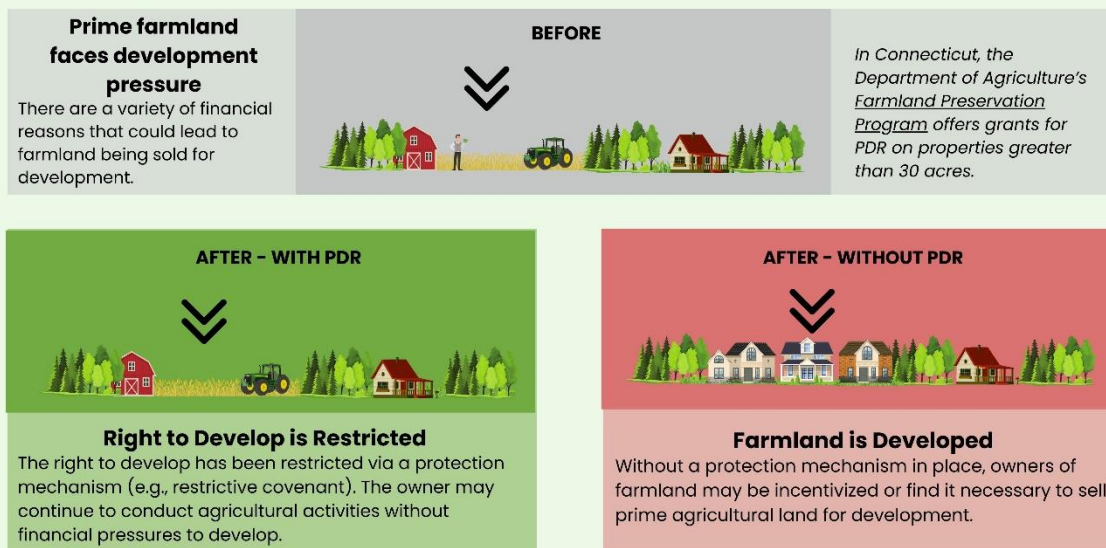 Prime farmland
faces development
pressure
There are a variety of financial
reasons that could lead to
farmland being sold for
development.
BEFORE
In Connecticut, the
Department of Agriculture's
Farmland Preservation
Program offers grants for
PDR on properties greater
than 30 acres.
AFTER - WITH PDR
Right to Develop is Restricted
The right to develop has been restricted via a protection
mechanism (e.g., restrictive covenant). The owner may
continue to conduct agricultural activities without
financial pressures to develop.
AFTER - WITHOUT PDR
Farmland is Developed
Without a protection mechanism in place, owners of
farmland may be incentivized or find it necessary to sell
prime agricultural land for development.